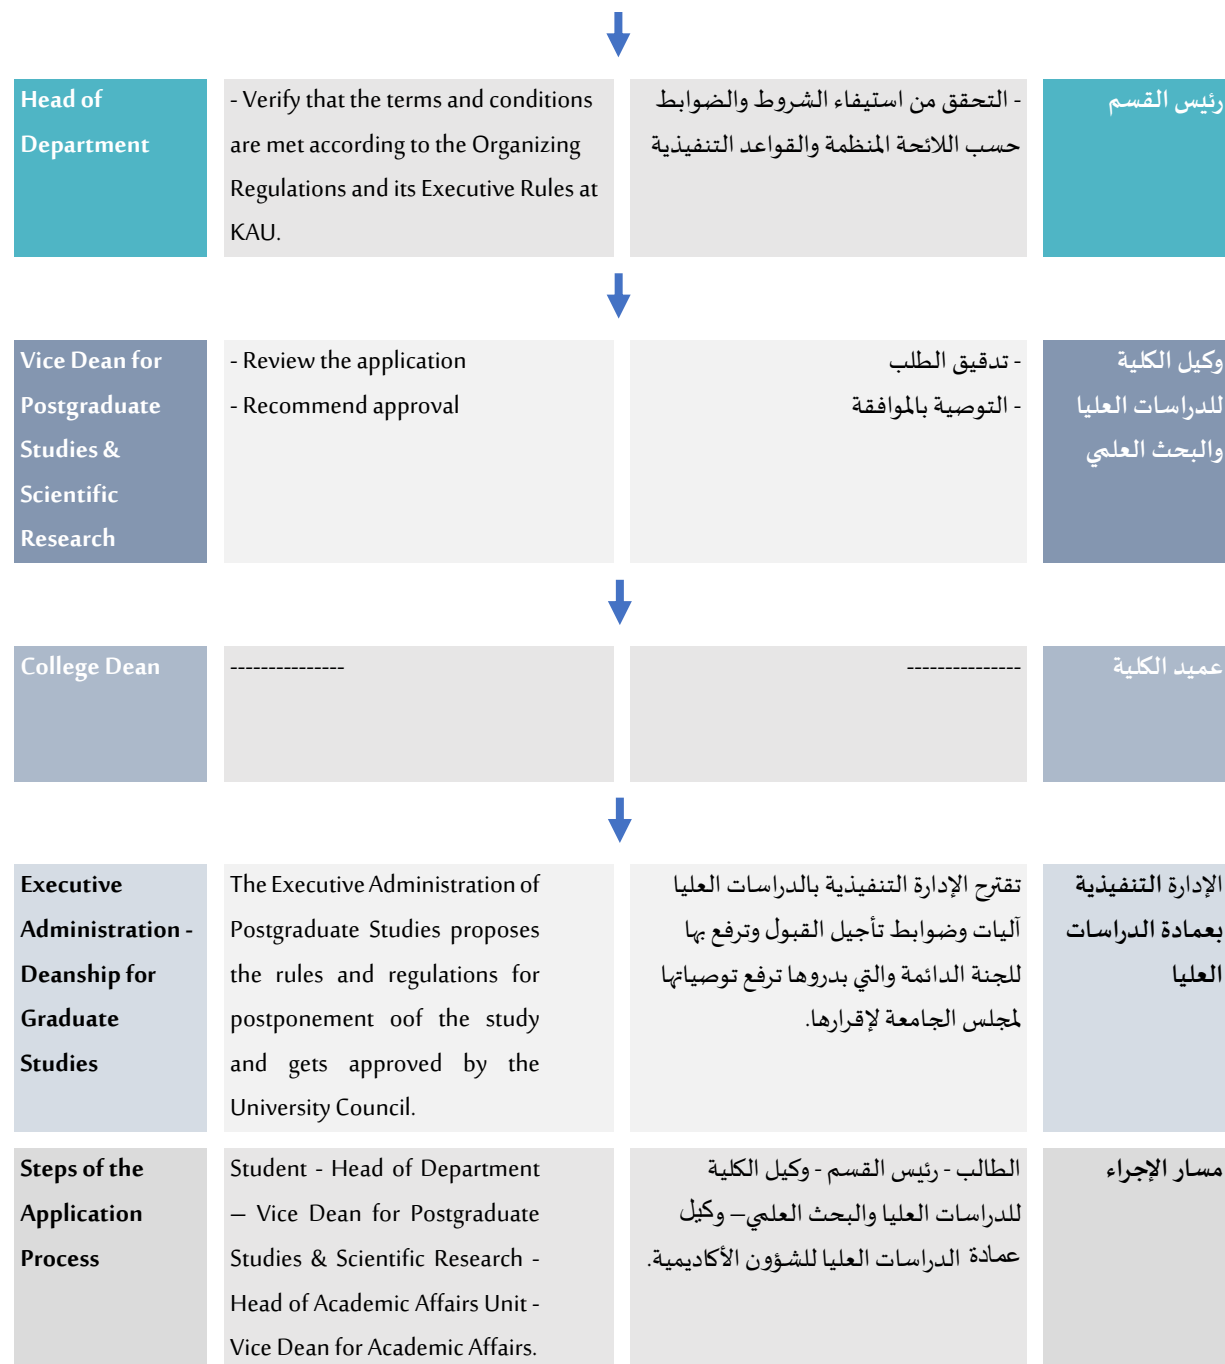 Head of
Department
- Verify that the terms and conditions
are met according to the Organizing
Regulations and its Executive Rules at
KAU.
- التحقق من استيفاء الشروط والضوابط
حسب اللائحة المنظمة والقواعد التنفيذية
رئيس القسم
Vice Dean for
Postgraduate
Studies &
Scientific
Research
- Review the application
- Recommend approval
- تدقيق الطلب
- التوصية بالموافقة
وكيل الكلية
للدراسات العليا
والبحث العلمي
College Dean
---------------
---------------
عميد الكلية
Executive
Administration -
Deanship for
Graduate
Studies
The Executive Administration of
Postgraduate Studies proposes
the rules and regulations for
postponement oof the study
and gets approved by the
University Council.
تقترح الإدارة التنفيذية بالدراسات العليا
آليات وضوابط تأجيل القبول وترفع بها
للجنة الدائمة والتي بدروها ترفع توصياتها
لمجلس الجامعة لإقرارها.
الإدارة التنفيذية
بعمادة الدراسات
العليا
Steps of the
Application
Process
Student - Head of Department
– Vice Dean for Postgraduate
Studies & Scientific Research -
Head of Academic Affairs Unit -
Vice Dean for Academic Affairs.
الطالب - رئيس القسم - وكيل الكلية
للدراسات العليا والبحث العلمي– وكيل
عمادة الدراسات العليا للشؤون الأكاديمية.
مسار الإجراء